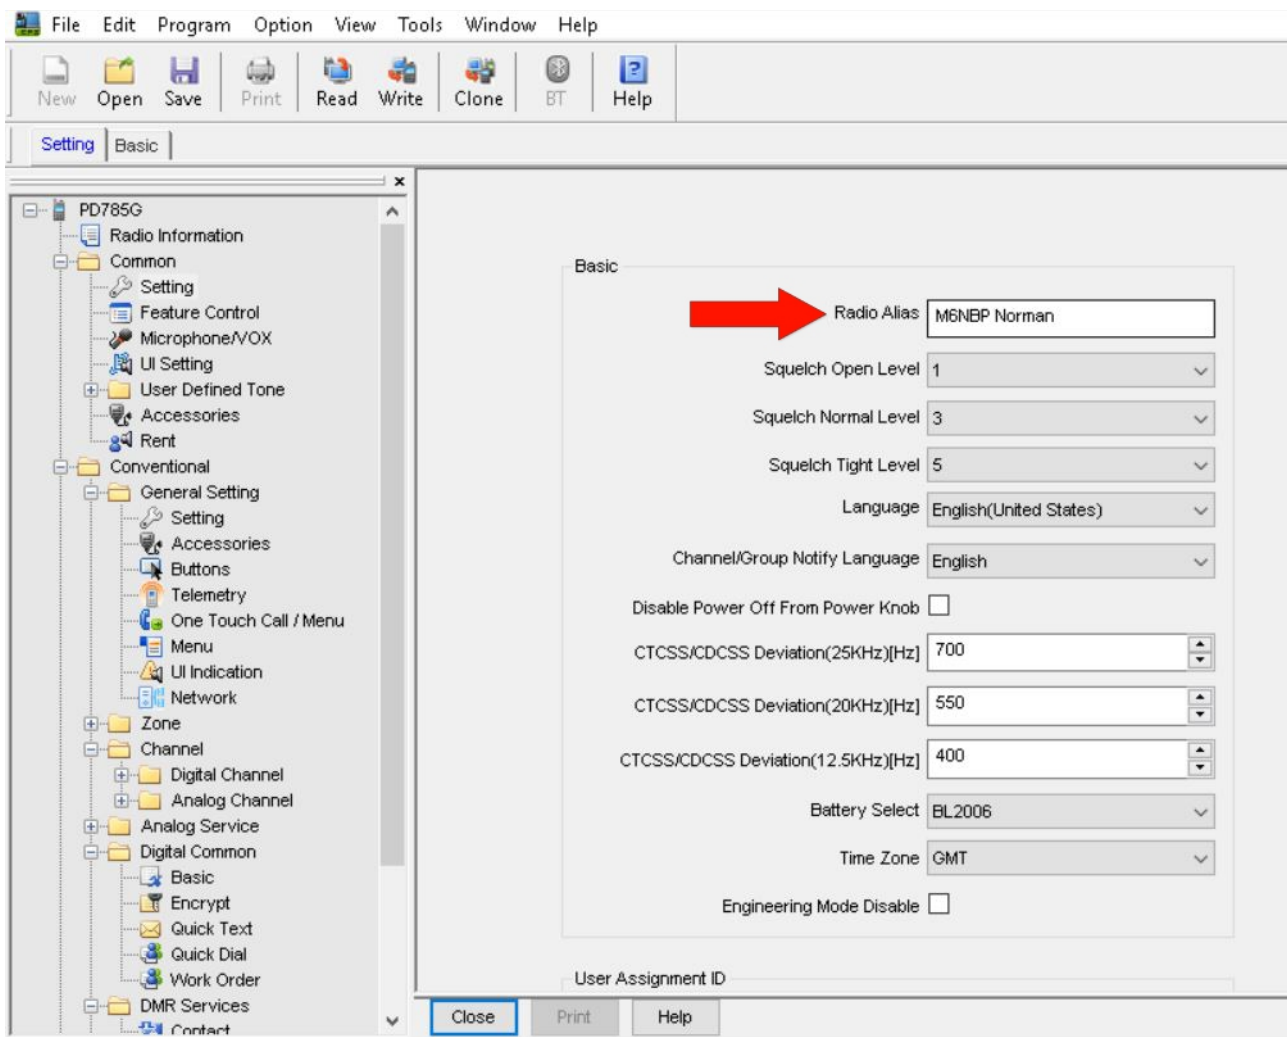 File Edit Program Option View Tools Window Help
New Open Save Print Read Write Clone BT Help
Setting Basic
PD785G
Radio Information
Common
Setting
Feature Control
Microphone/VOX
UI Setting
User Defined Tone
Accessories
Rent
Conventional
General Setting
Setting
Accessories
Buttons
Telemetry
One Touch Call / Menu
Menu
UI Indication
Network
Zone
Channel
Digital Channel
Analog Channel
Analog Service
Digital Common
Basic
Encrypt
Quick Text
Quick Dial
Work Order
DMR Services
Contact
Basic
Radio Alias M6NBP Norman
Squelch Open Level 1
Squelch Normal Level 3
Squelch Tight Level 5
Language English(United States)
Channel/Group Notify Language English
Disable Power Off From Power Knob
CTCSS/CDCSS Deviation(25KHz)[Hz] 700
CTCSS/CDCSS Deviation(20KHz)[Hz] 550
CTCSS/CDCSS Deviation(12.5KHz)[Hz] 400
Battery Select BL2006
Time Zone GMT
Engineering Mode Disable
User Assignment ID
Close Print Help